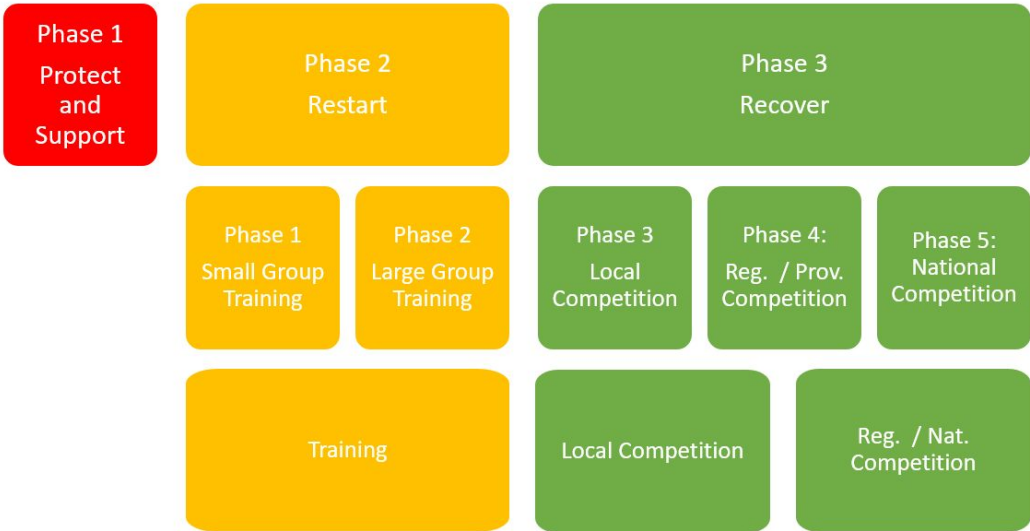 Phase 1
Protect
and
Support
Phase 2
Restart
Phase 3
Recover
Phase 1
Small Group
Training
Phase 2
Large Group
Training
Phase 3
Local
Competition
Phase 4:
Reg. / Prov.
Competition
Phase 5:
National
Competition
Training
Local Competition
Reg. / Nat.
Competition